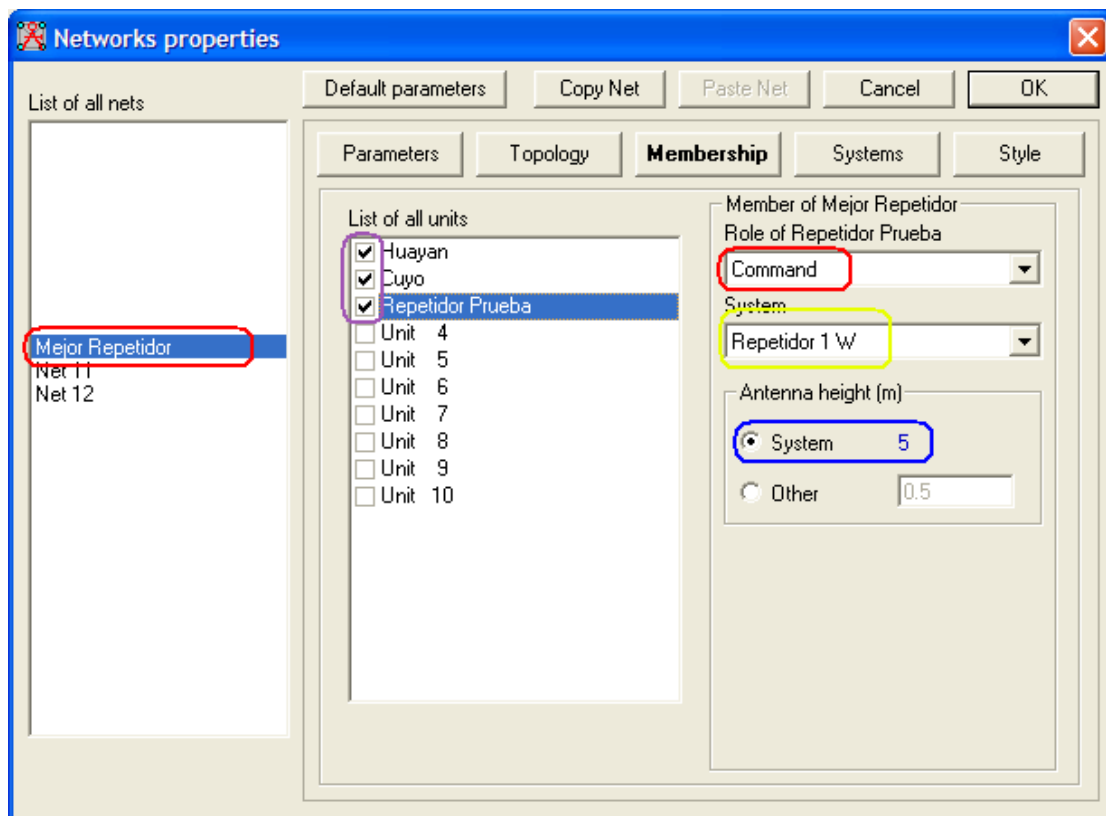 Networks properties
List of all nets
Default parameters
Copy Net
Paste Net
Cancel
OK
Mejor Repetidor
Net 11
Net 12
Parameters
Topology
Membership
Systems
Style
List of all units
Huayan
Cuyo
Repetidor Prueba
Unit 4
Unit 5
Unit 6
Unit 7
Unit 8
Unit 9
Unit 10
Member of Mejor Repetidor
Role of Repetidor Prueba
Command
System
Repetidor 1 W
Antenna height (m)
System 5
Other 0.5